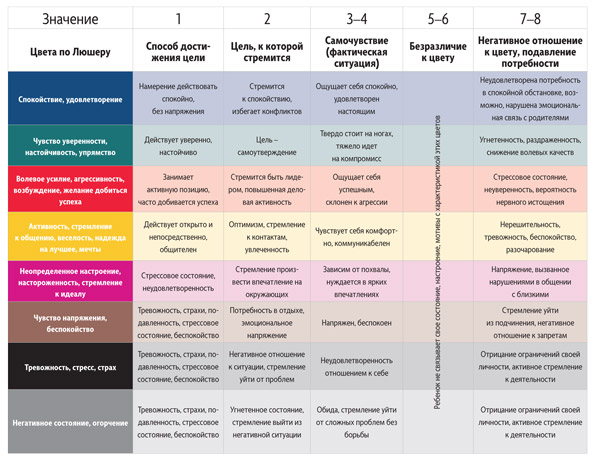 Значение
1
2
3–4
5–6
7–8
Цвета по Люшеру
Способ дости-
жения цели
Цель, к которой
стремится
Самочувствие
(фактическая
ситуация)
Безразличие
к цвету
Негативное отношение
к цвету, подавление
потребности
Спокойствие, удовлетворение
Намерение действовать
спокойно,
без напряжения
Стремится
к спокойствию,
избегает конфликтов
Ощущает себя спокойно,
удовлетворен
настоящим
Неудовлетворена потребность
в спокойной обстановке, воз-
можно, нарушена эмоциональ-
ная связь с родителями
Чувство уверенности,
настойчивость, упрямство
Действует уверенно,
настойчиво
Цель –
самоутверждение
Твердо стоит на ногах,
тяжело идет
на компромисс
Угнетенность, раздраженность,
снижение волевых качеств
Волевое усилие, агрессивность,
возбуждение, желание добиться
успеха
Занимает
активную позицию,
часто добивается успеха
Стремится быть лиде-
ром, повышенная дело-
вая активность
Ощущает себя
успешным,
склонен к агрессии
Стрессовое состояние,
неуверенность, вероятность
нервного истощения
Активность, стремление
к общению, веселость, надежда
на лучшее, мечты
Действует открыто и
непосредственно,
общителен
Оптимизм, стремление
к контактам,
увлеченность
Чувствует себя комфорт-
но, коммуникабелен
Нерешительность,
тревожность, беспокойство,
разочарование
Неопределенное настроение,
настороженность, стремление
к идеалу
Стрессовое состояние,
неудовлетворенность
Стремление произ-
вести впечатление на
окружающих
Зависим от похвалы,
нуждается в ярких
впечатлениях
Напряжение, вызванное
нарушениями в общении
с близкими
Чувство напряжения,
беспокойство
Тревожность, страхи, по-
давленность, стрессовое
состояние, беспокойство
Потребность в отдыхе,
эмоциональное
напряжение
Напряжен, беспокоен
Стремление уйти
из подчинения, негативное
отношение к запретам
Тревожность, стресс, страх
Тревожность, страхи, по-
давленность, стрессовое
состояние, беспокойство
Негативное отношение
к ситуации, стремление
уйти от проблем
Неудовлетворенность
отношением к себе
Отрицание ограничений своей
личности, активное стремление
к деятельности
Негативное состояние, огорчение
Тревожность, страхи, по-
давленность, стрессовое
состояние, беспокойство
Угнетенное состояние,
стремление выйти из
негативной ситуации
Обида, стремление уйти
от сложных проблем без
борьбы
Отрицание ограничений своей
личности, активное стремление
к деятельности
Ребенок не связывает свое состояние, настроение, мотивы с характеристикой этих цветов